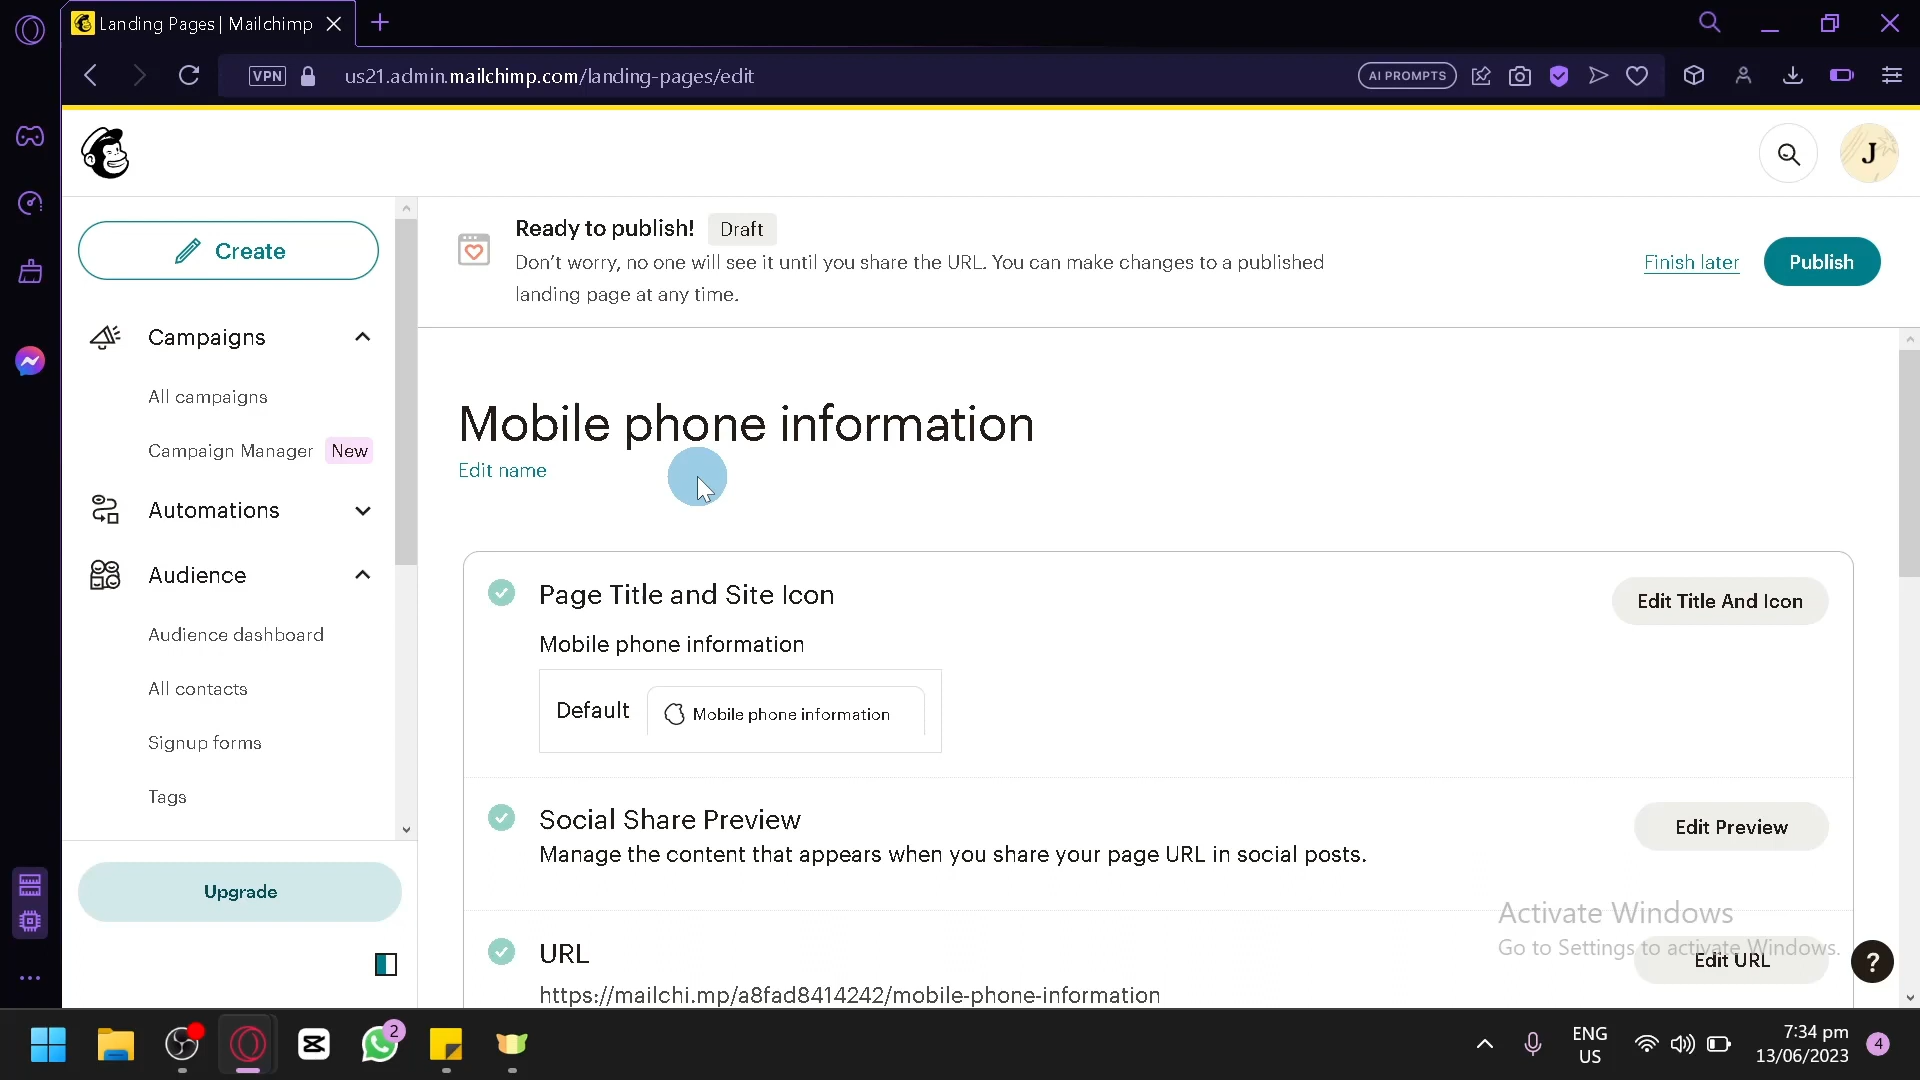 Landing Pages | Mailchimp
VPN
us21.admin.mailchimp.com/landing-pages/edit
AI PROMPTS
J
Create
Campaigns
All campaigns
Campaign Manager New
Automations
Audience
Audience dashboard
All contacts
Signup forms
Tags
Upgrade
Ready to publish! Draft
Don’t worry, no one will see it until you share the URL. You can make changes to a published
landing page at any time.
Finish later
Publish
Mobile phone information
Edit name
Page Title and Site Icon
Edit Title And Icon
Mobile phone information
Default
Mobile phone information
Social Share Preview
Edit Preview
Manage the content that appears when you share your page URL in social posts.
URL
Edit URL
https://mailchi.mp/a8fad8414242/mobile-phone-information
Activate Windows
Go to Settings to activate Windows.
?
2
ENG
US
7:34 pm
13/06/2023
4